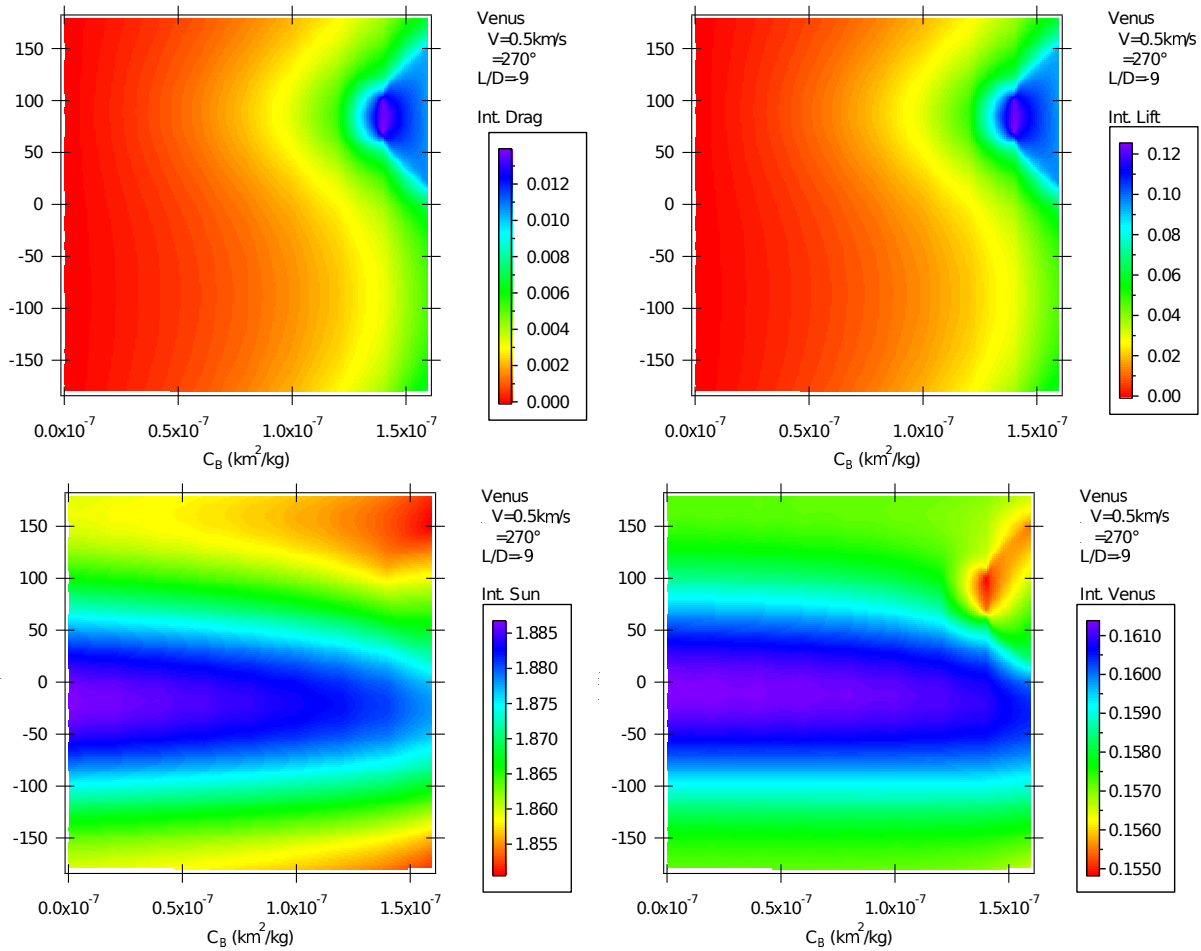 Venus
V=0.5km/s
=270°
L/D=-9
Int. Drag
0.012
0.010
0.008
0.006
0.004
0.002
0.000
150
100
50
0
-50
-100
-150
0.0x10⁻⁷ 0.5x10⁻⁷ 1.0x10⁻⁷ 1.5x10⁻⁷
C_B (km²/kg)
Venus
V=0.5km/s
=270°
L/D=-9
Int. Lift
0.12
0.10
0.08
0.06
0.04
0.02
0.00
150
100
50
0
-50
-100
-150
0.0x10⁻⁷ 0.5x10⁻⁷ 1.0x10⁻⁷ 1.5x10⁻⁷
C_B (km²/kg)
Venus
V=0.5km/s
=270°
L/D=-9
Int. Sun
1.885
1.880
1.875
1.870
1.865
1.860
1.855
150
100
50
0
-50
-100
-150
0.0x10⁻⁷ 0.5x10⁻⁷ 1.0x10⁻⁷ 1.5x10⁻⁷
C_B (km²/kg)
Venus
V=0.5km/s
=270°
L/D=-9
Int. Venus
0.1610
0.1600
0.1590
0.1580
0.1570
0.1560
0.1550
150
100
50
0
-50
-100
-150
0.0x10⁻⁷ 0.5x10⁻⁷ 1.0x10⁻⁷ 1.5x10⁻⁷
C_B (km²/kg)